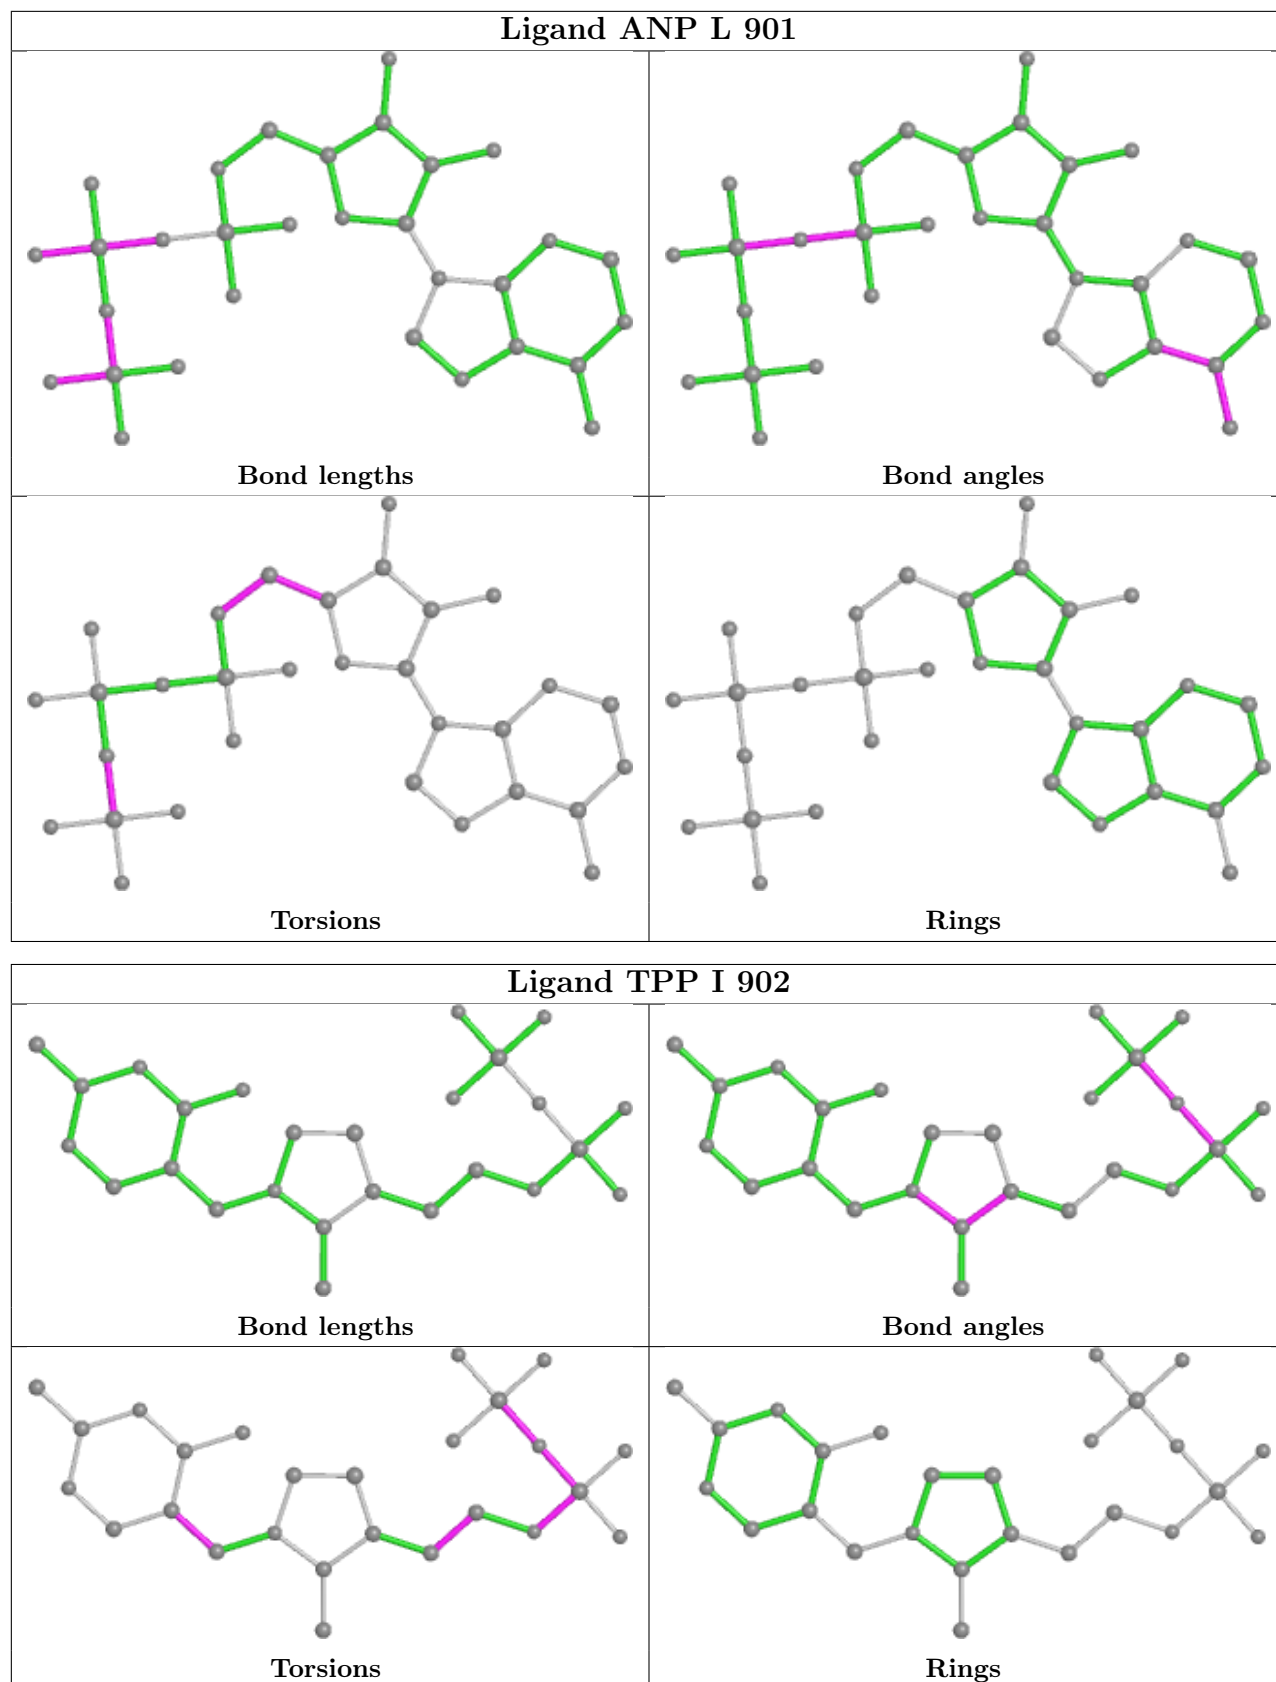 Ligand ANP L 901
Bond lengths
Bond angles
Torsions
Rings
Ligand TPP I 902
Bond lengths
Bond angles
Torsions
Rings